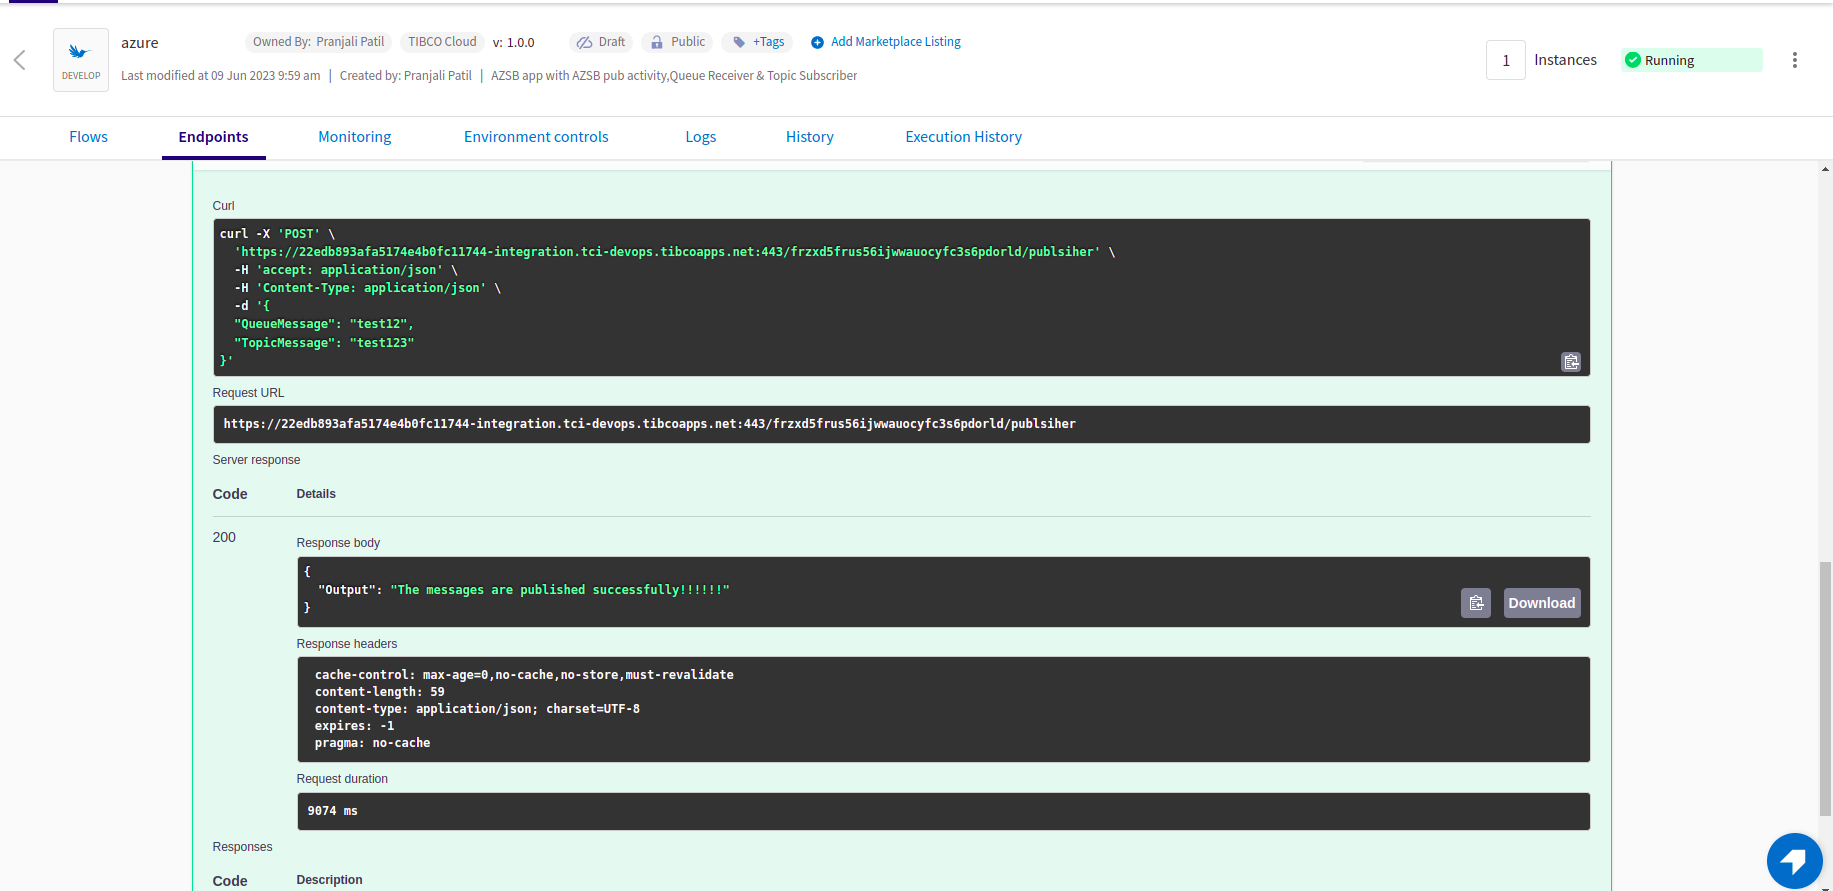 azure
Owned By: Pranjali Patil
TIBCO Cloud
v: 1.0.0
Draft
Public
+Tags
Add Marketplace Listing
DEVELOP
Last modified at 09 Jun 2023 9:59 am | Created by: Pranjali Patil | AZSB app with AZSB pub activity,Queue Receiver & Topic Subscriber
1
Instances
Running
Flows
Endpoints
Monitoring
Environment controls
Logs
History
Execution History
Curl
curl -X 'POST' \
'https://22edb893afa5174e4b0fc11744-integration.tci-devops.tibcoapps.net:443/frzxd5frus56ijwwauocyfc3s6pdorld/publsiher' \
-H 'accept: application/json' \
-H 'Content-Type: application/json' \
-d '{
"QueueMessage": "test12",
"TopicMessage": "test123"
}'
Request URL
https://22edb893afa5174e4b0fc11744-integration.tci-devops.tibcoapps.net:443/frzxd5frus56ijwwauocyfc3s6pdorld/publsiher
Server response
Code
Details
200
Response body
{
"Output": "The messages are published successfully!!!!!!"
}
Download
Response headers
cache-control: max-age=0,no-cache,no-store,must-revalidate
content-length: 59
content-type: application/json; charset=UTF-8
expires: -1
pragma: no-cache
Request duration
9074 ms
Responses
Code
Description